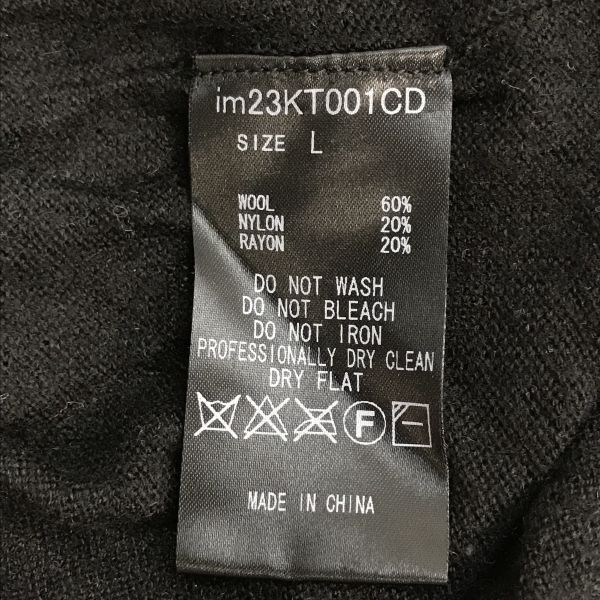 im23KT001CD
SIZE L
WOOL 60%
NYLON 20%
RAYON 20%
DO NOT WASH
DO NOT BLEACH
DO NOT IRON
PROFESSIONALLY DRY CLEAN
DRY FLAT
F
MADE IN CHINA